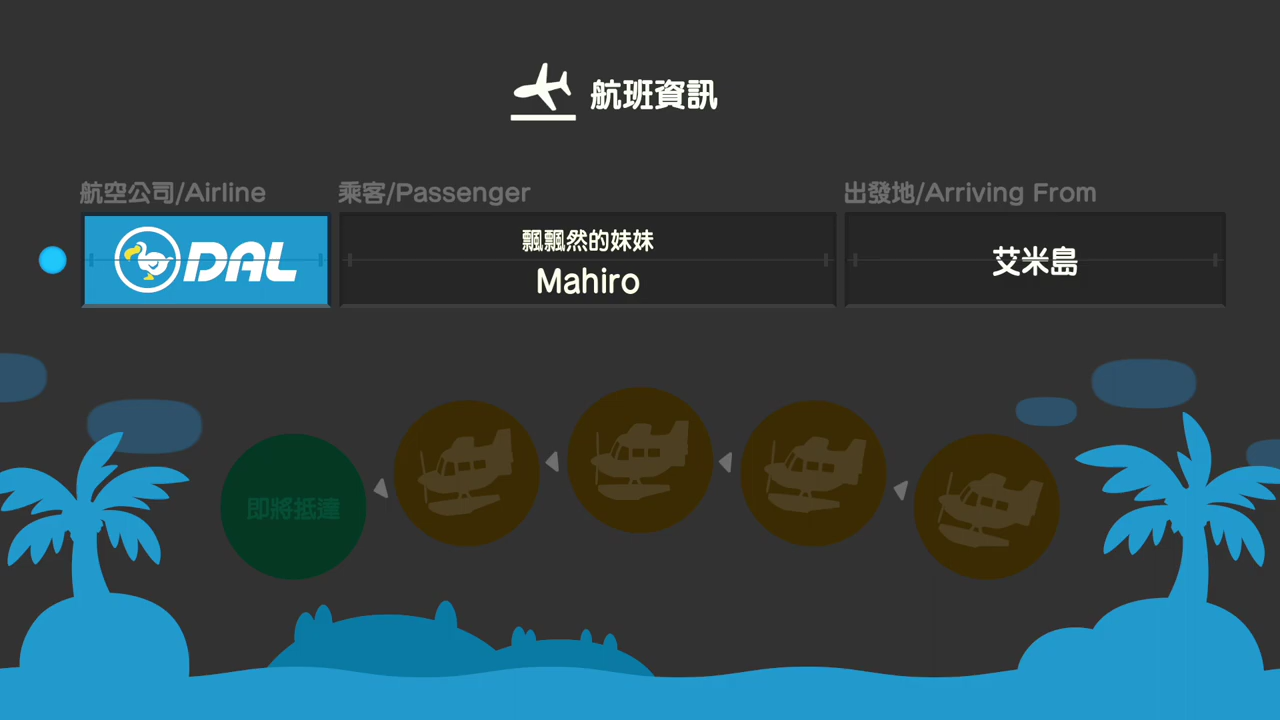 航班資訊
航空公司/Airline
乘客/Passenger
出發地/Arriving From
DAL
飄飄然的妹妹
Mahiro
艾米島
即將抵達